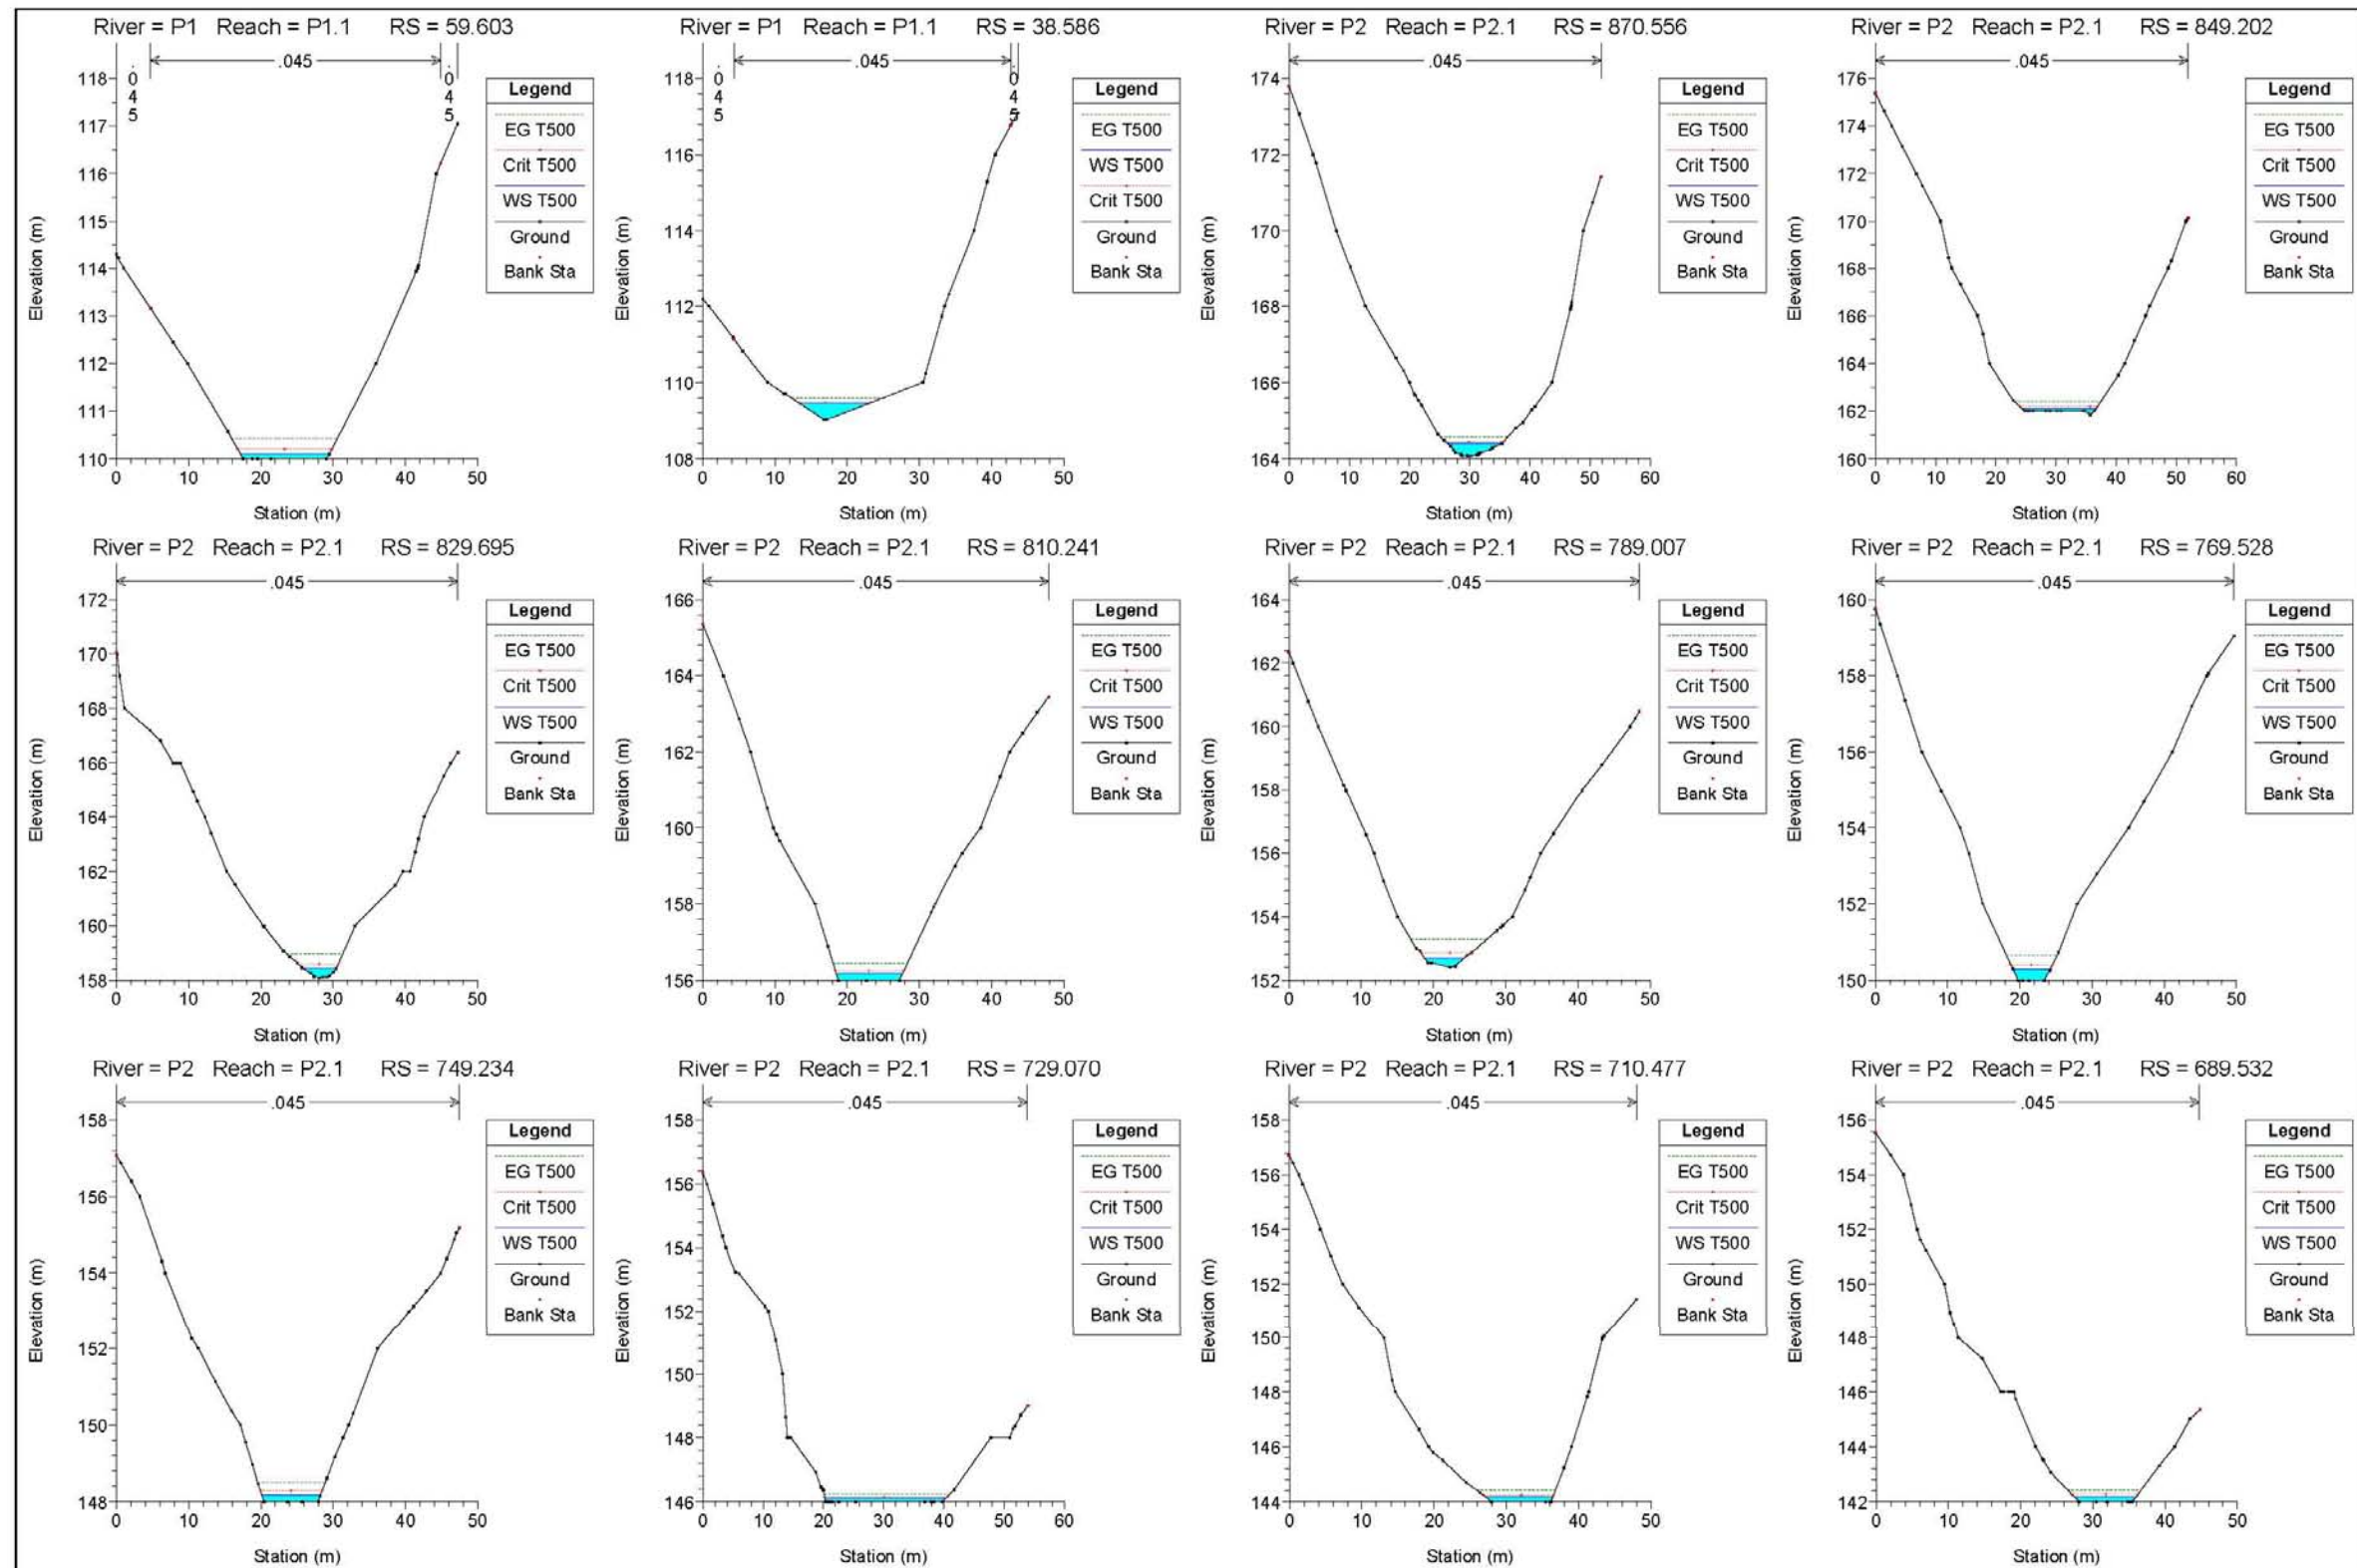 River = P1 Reach = P1.1 RS = 59.603
.045
.045
.045
118
117
116
115
114
113
112
111
110
Elevation (m)
0 10 20 30 40 50
Station (m)
Legend
EG T500
Crit T500
WS T500
Ground
Bank Sta
River = P1 Reach = P1.1 RS = 38.586
.045
.045
.045
118
116
114
112
110
108
Elevation (m)
0 10 20 30 40 50
Station (m)
Legend
EG T500
WS T500
Crit T500
Ground
Bank Sta
River = P2 Reach = P2.1 RS = 870.556
.045
174
172
170
168
166
164
Elevation (m)
0 10 20 30 40 50 60
Station (m)
Legend
EG T500
Crit T500
WS T500
Ground
Bank Sta
River = P2 Reach = P2.1 RS = 849.202
.045
176
174
172
170
168
166
164
162
160
Elevation (m)
0 10 20 30 40 50 60
Station (m)
Legend
EG T500
Crit T500
WS T500
Ground
Bank Sta
River = P2 Reach = P2.1 RS = 829.695
.045
172
170
168
166
164
162
160
158
Elevation (m)
0 10 20 30 40 50
Station (m)
Legend
EG T500
Crit T500
WS T500
Ground
Bank Sta
River = P2 Reach = P2.1 RS = 810.241
.045
166
164
162
160
158
156
Elevation (m)
0 10 20 30 40 50
Station (m)
Legend
EG T500
Crit T500
WS T500
Ground
Bank Sta
River = P2 Reach = P2.1 RS = 789.007
.045
164
162
160
158
156
154
152
Elevation (m)
0 10 20 30 40 50
Station (m)
Legend
EG T500
Crit T500
WS T500
Ground
Bank Sta
River = P2 Reach = P2.1 RS = 769.528
.045
160
158
156
154
152
150
Elevation (m)
0 10 20 30 40 50
Station (m)
Legend
EG T500
Crit T500
WS T500
Ground
Bank Sta
River = P2 Reach = P2.1 RS = 749.234
.045
158
156
154
152
150
148
Elevation (m)
0 10 20 30 40 50
Station (m)
Legend
EG T500
Crit T500
WS T500
Ground
Bank Sta
River = P2 Reach = P2.1 RS = 729.070
.045
158
156
154
152
150
148
146
Elevation (m)
0 10 20 30 40 50 60
Station (m)
Legend
EG T500
Crit T500
WS T500
Ground
Bank Sta
River = P2 Reach = P2.1 RS = 710.477
.045
158
156
154
152
150
148
146
144
Elevation (m)
0 10 20 30 40 50
Station (m)
Legend
EG T500
Crit T500
WS T500
Ground
Bank Sta
River = P2 Reach = P2.1 RS = 689.532
.045
156
154
152
150
148
146
144
142
Elevation (m)
0 10 20 30 40 50
Station (m)
Legend
EG T500
Crit T500
WS T500
Ground
Bank Sta